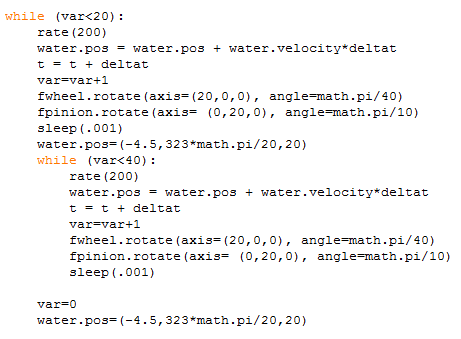 while (var<20):
    rate(200)
    water.pos = water.pos + water.velocity*deltat
    t = t + deltat
    var=var+1
    fwheel.rotate(axis=(20,0,0), angle=math.pi/40)
    fpinion.rotate(axis= (0,20,0), angle=math.pi/10)
    sleep(.001)
    water.pos=(-4.5,323*math.pi/20,20)
    while (var<40):
        rate(200)
        water.pos = water.pos + water.velocity*deltat
        t = t + deltat
        var=var+1
        fwheel.rotate(axis=(20,0,0), angle=math.pi/40)
        fpinion.rotate(axis= (0,20,0), angle=math.pi/10)
        sleep(.001)

    var=0
    water.pos=(-4.5,323*math.pi/20,20)